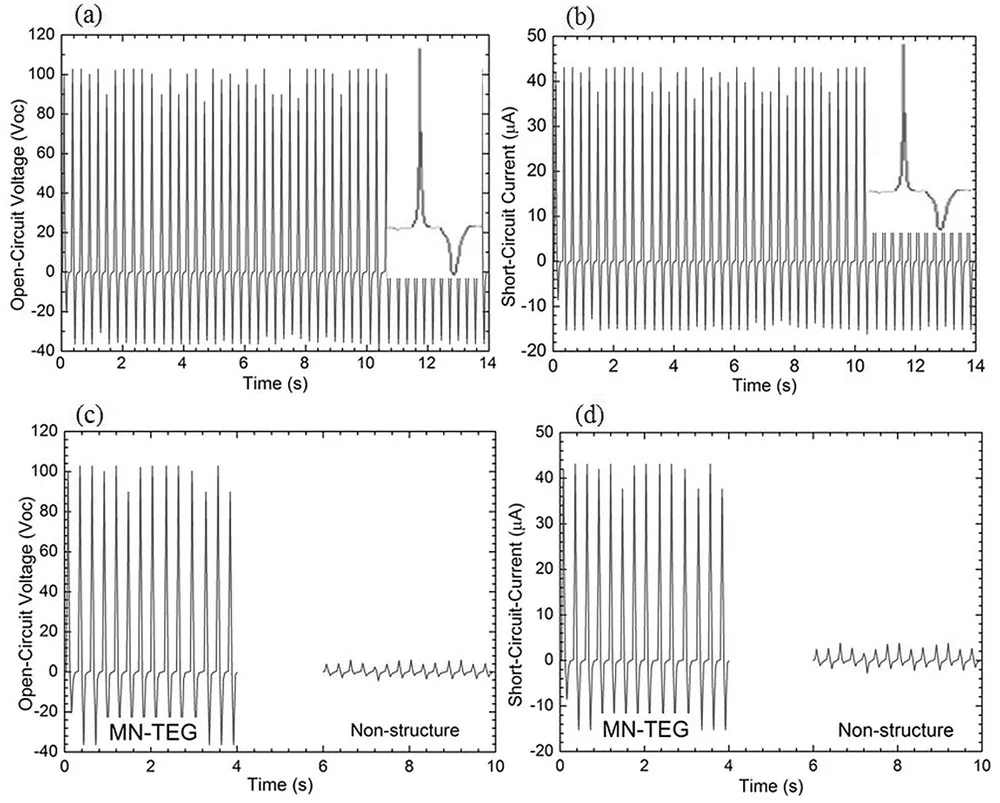 (a)
Open-Circuit Voltage (Voc)
120
100
80
60
40
20
0
-20
-40
0 2 4 6 8 10 12 14
Time (s)
(b)
Short-Circuit Current (μA)
50
40
30
20
10
0
-10
-20
0 2 4 6 8 10 12 14
Time (s)
(c)
Open-Circuit Voltage (Voc)
120
100
80
60
40
20
0
-20
-40
MN-TEG
Non-structure
0 2 4 6 8 10
Time (s)
(d)
Short-Circuit-Current (μA)
50
40
30
20
10
0
-10
-20
MN-TEG
Non-structure
0 2 4 6 8 10
Time (s)